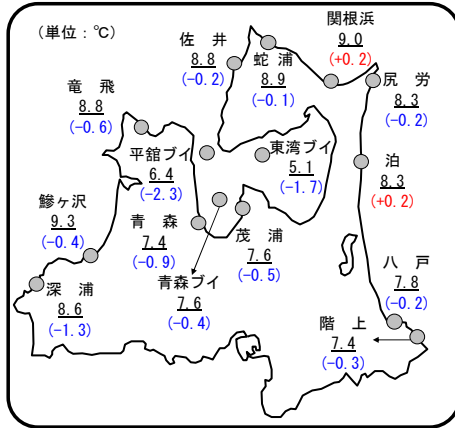 (単位:℃)
関根浜
9.0
(+0.2)
佐 井
8.8
(-0.2)
蛇 浦
8.9
(-0.1)
尻 労
8.3
(-0.2)
竜 飛
8.8
(-0.6)
平舘ブイ
6.4
(-2.3)
東湾ブイ
5.1
(-1.7)
泊
8.3
(+0.2)
鰺ヶ沢
9.3
(-0.4)
青 森
7.4
(-0.9)
茂 浦
7.6
(-0.5)
青森ブイ
7.6
(-0.4)
八 戸
7.8
(-0.2)
深 浦
8.6
(-1.3)
階 上
7.4
(-0.3)